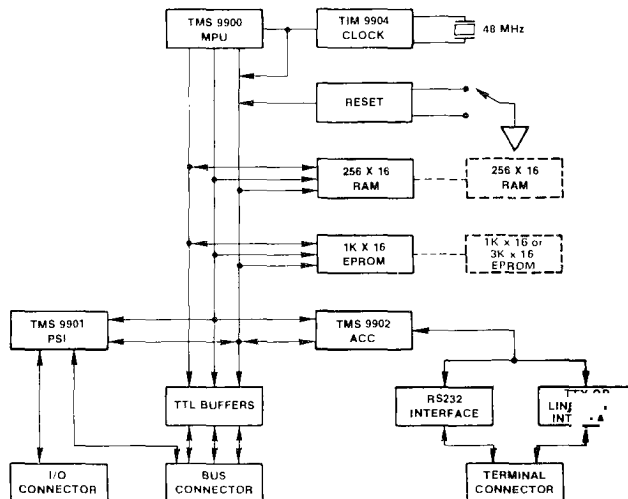 TMS 9900
MPU
TIM 9904
CLOCK
48 MHz
RESET
256 X 16
RAM
256 X 16
RAM
1K X 16
EPROM
1K x 16 or
3K x 16
EPROM
TMS 9901
PSI
TMS 9902
ACC
TTL BUFFERS
RS232
INTERFACE
I/O
CONNECTOR
BUS
CONNECTOR
TERMINAL
CONNECTOR